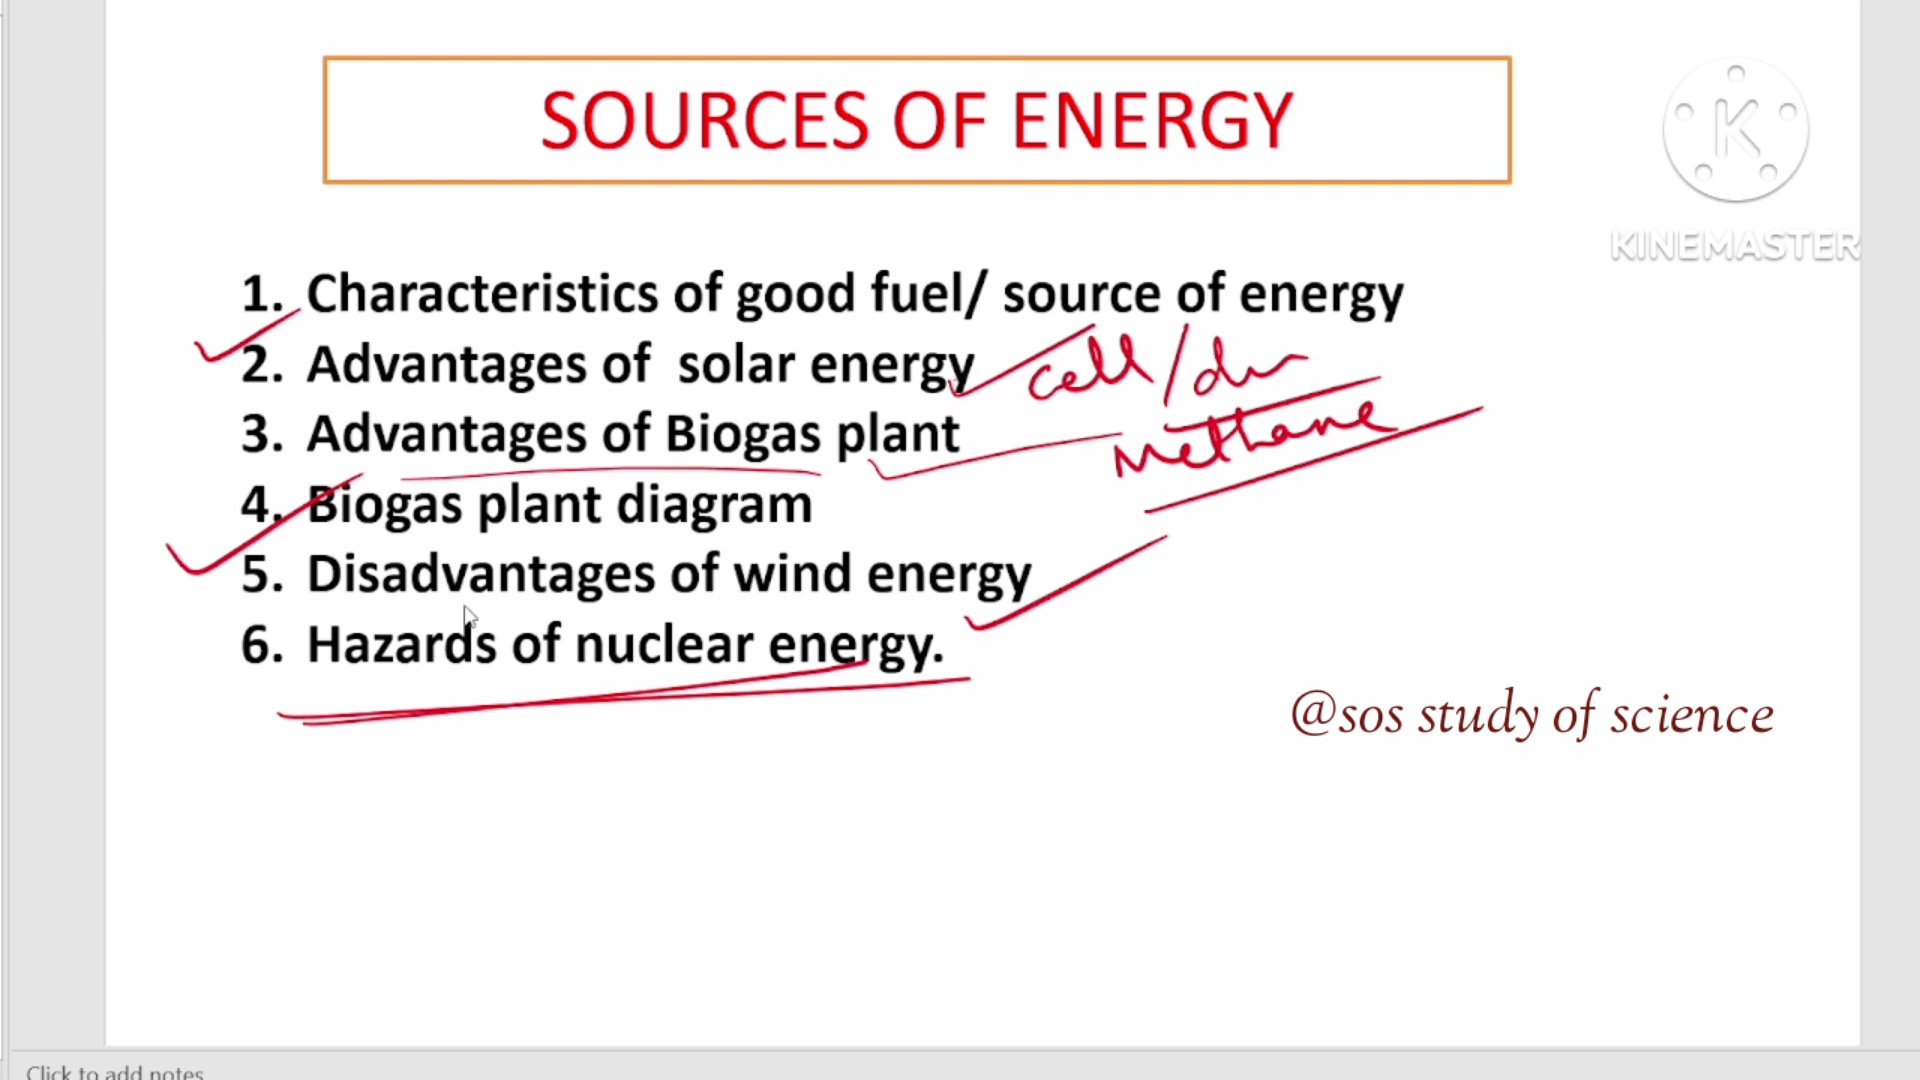 SOURCES OF ENERGY
KINEMASTER
1. Characteristics of good fuel/ source of energy
2. Advantages of solar energy cell/
3. Advantages of Biogas plant Methane
4. Biogas plant diagram
5. Disadvantages of wind energy
6. Hazards of nuclear energy.
@sos study of science
Click to add notes